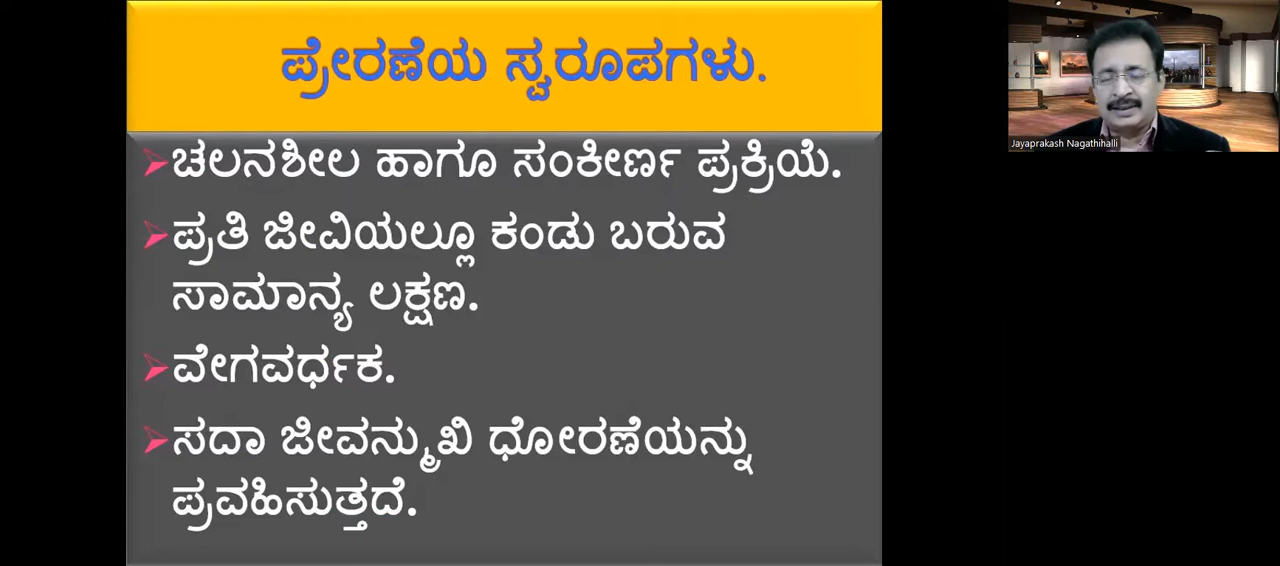 ಪ್ರೇರಣೆಯ ಸ್ವರೂಪಗಳು.
ಚಲನಶೀಲ ಹಾಗೂ ಸಂಕೀರ್ಣ ಪ್ರಕ್ರಿಯೆ.
ಪ್ರತಿ ಜೀವಿಯಲ್ಲೂ ಕಂಡು ಬರುವ
ಸಾಮಾನ್ಯ ಲಕ್ಷಣ.
ವೇಗವರ್ಧಕ.
ಸದಾ ಜೀವನ್ಮುಖಿ ಧೋರಣೆಯನ್ನು
ಪ್ರವಹಿಸುತ್ತದೆ.
Jayaprakash Nagathihalli